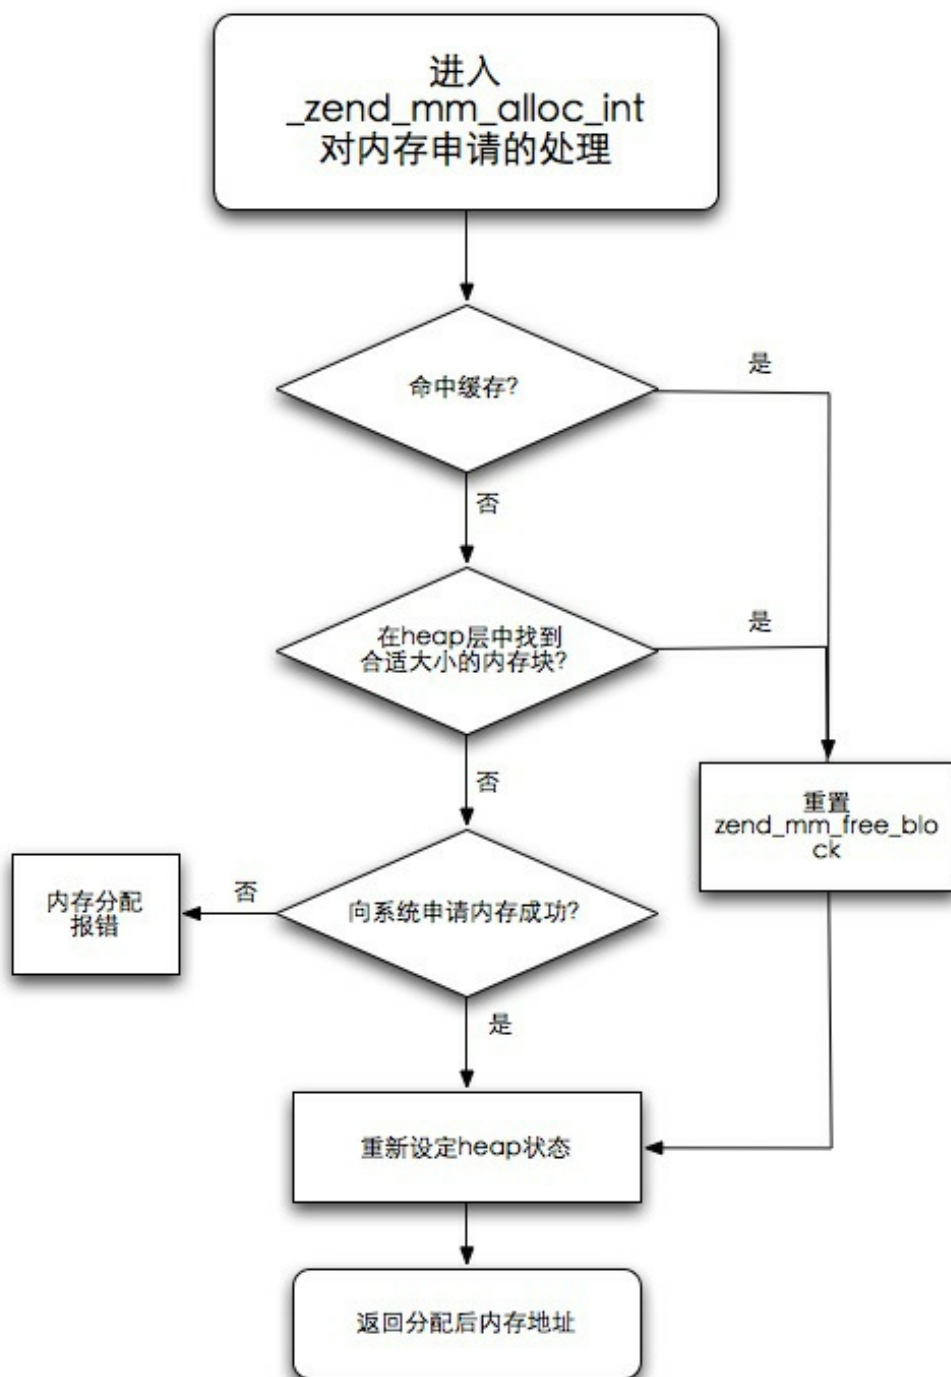 进入
_zend_mm_alloc_int
对内存申请的处理
命中缓存?
是
否
在heap层中找到
合适大小的内存块?
是
否
重置
zend_mm_free_blo
ck
向系统申请内存成功?
否
内存分配
报错
是
重新设定heap状态
返回分配后内存地址